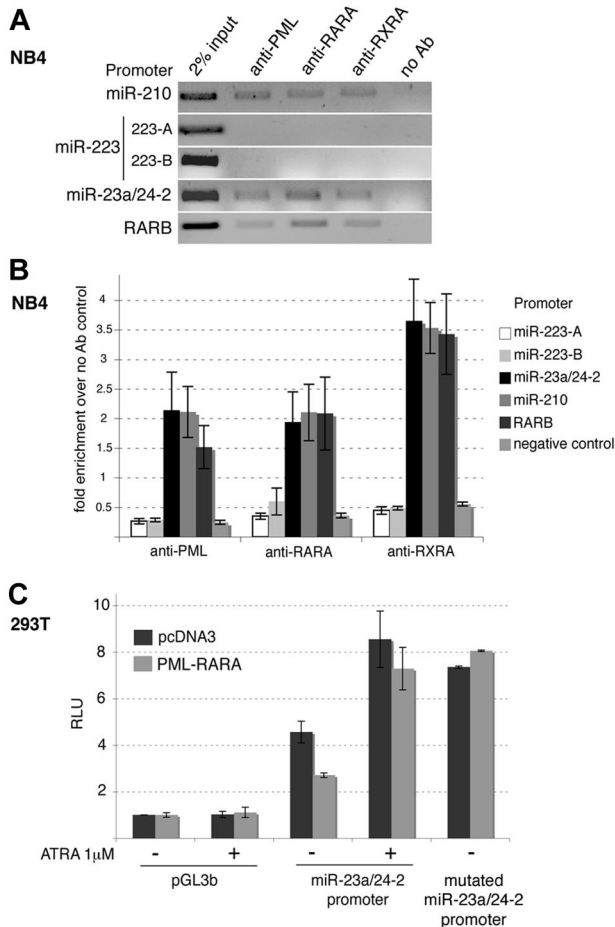 A
NB4
Promoter
2% input
anti-PML
anti-RARA
anti-RXRA
no Ab
miR-210
miR-223
223-A
223-B
miR-23a/24-2
RARB
B
NB4
fold enrichment over no Ab control
4
3.5
3
2.5
2
1.5
1
0.5
anti-PML
anti-RARA
anti-RXRA
Promoter
miR-223-A
miR-223-B
miR-23a/24-2
miR-210
RARB
negative control
C
293T
RLU
10
8
6
4
2
pcDNA3
PML-RARA
ATRA 1µM
-
+
-
+
-
pGL3b
miR-23a/24-2
promoter
mutated
miR-23a/24-2
promoter